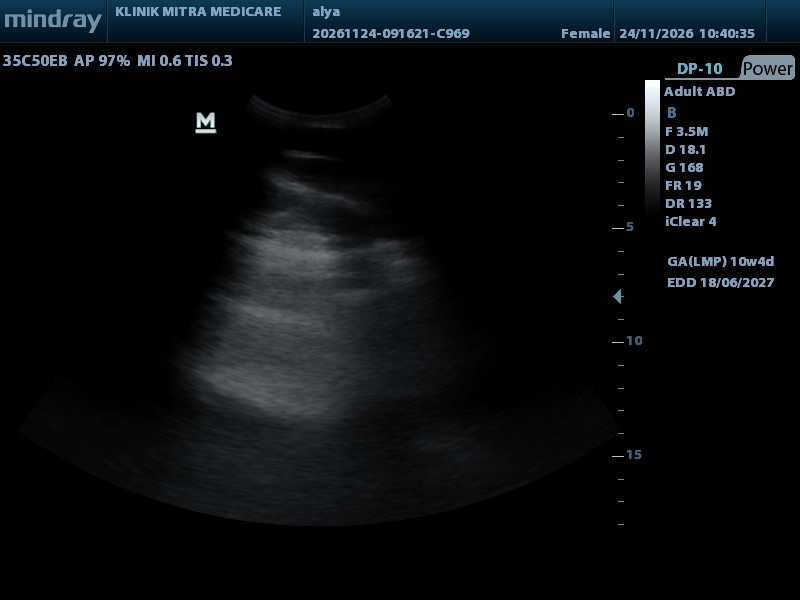 mindray
KLINIK MITRA MEDICARE
alya
20261124-091621-C969
Female
24/11/2026 10:40:35
35C50EB AP 97% MI 0.6 TIS 0.3
DP-10
Power
M
Adult ABD
B
F 3.5M
D 18.1
G 168
FR 19
DR 133
iClear 4
GA(LMP) 10w4d
EDD 18/06/2027
0
5
10
15